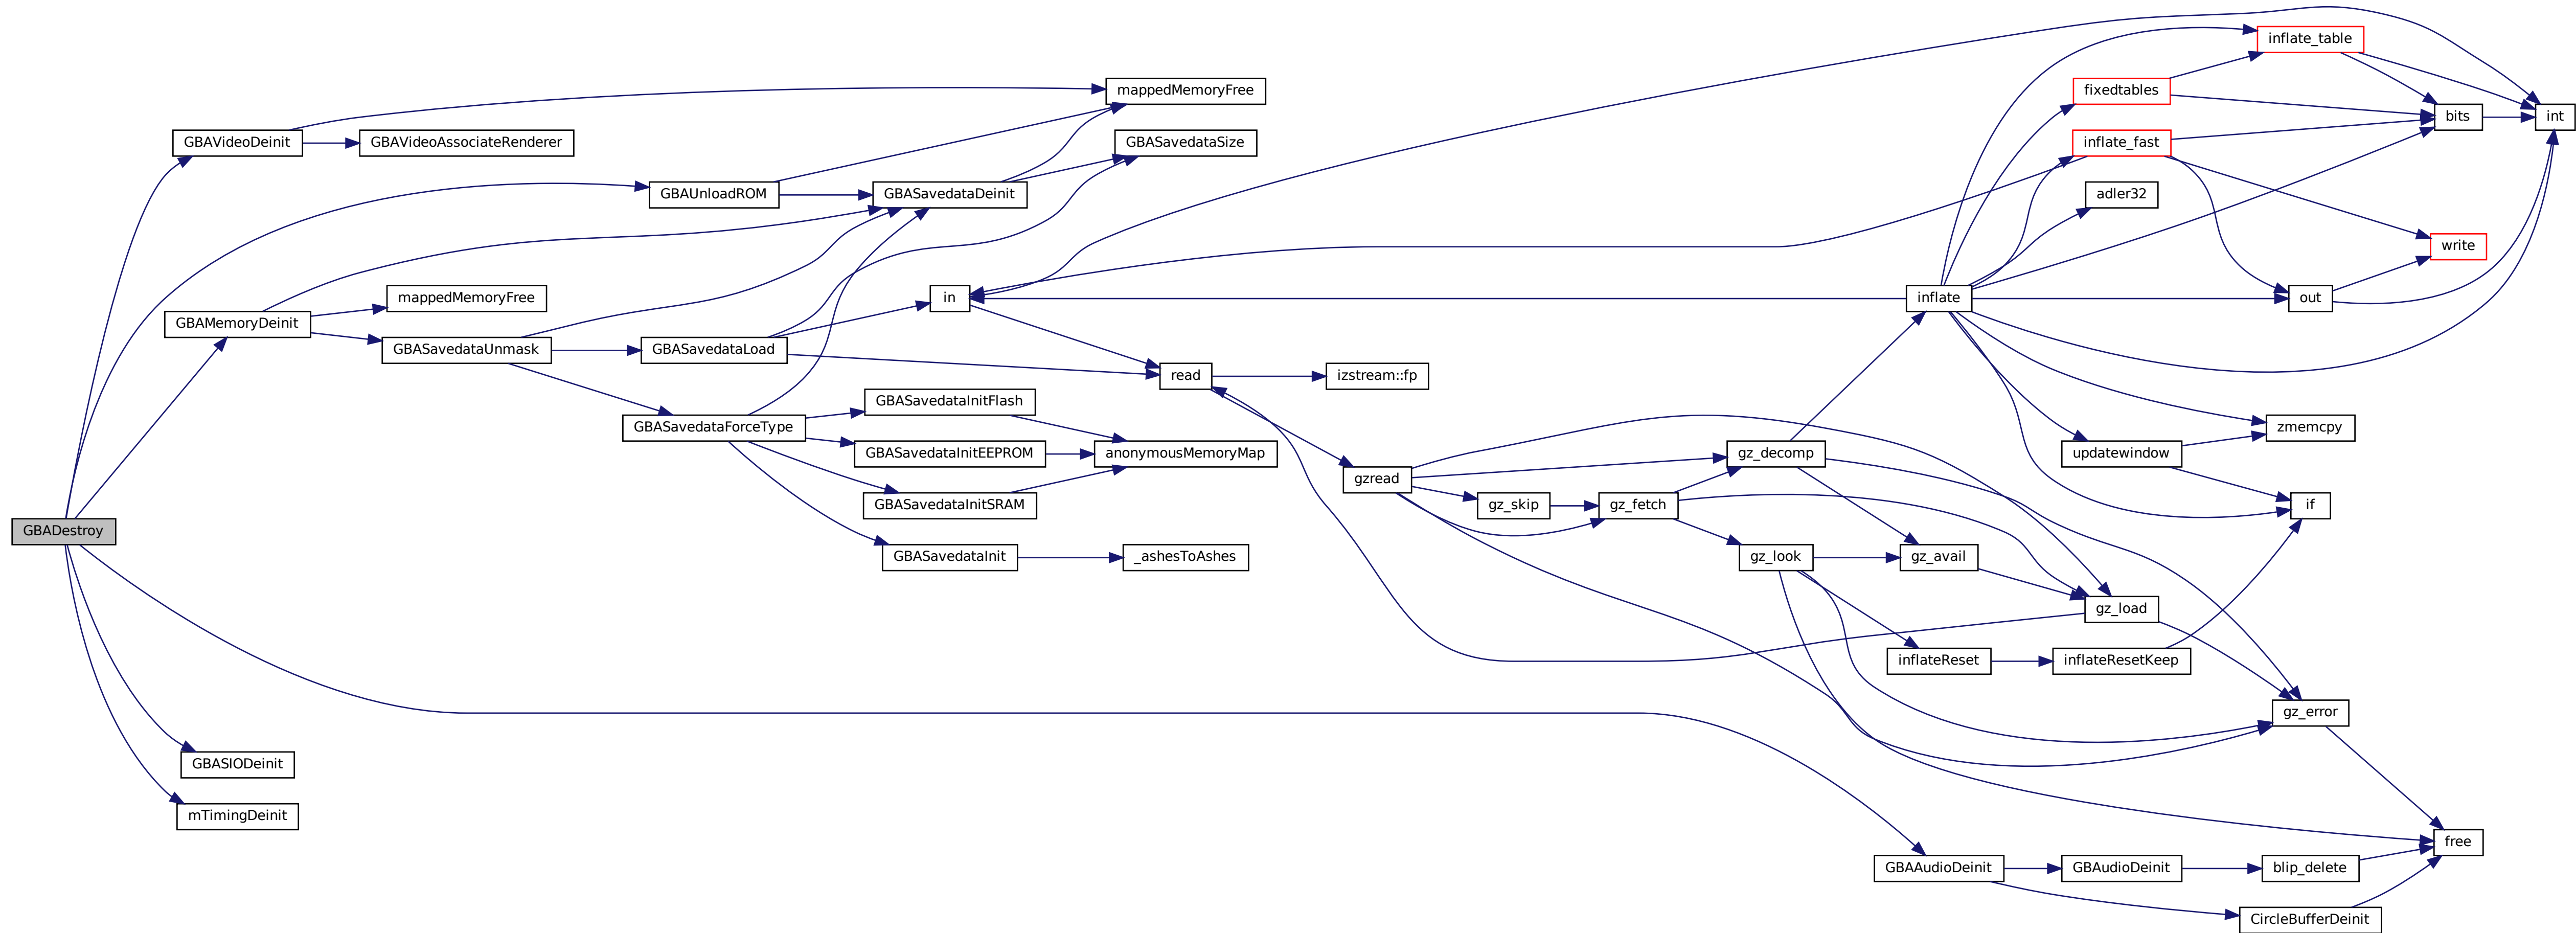 GBADestroy
GBAVideoDeinit
GBAMemoryDeinit
GBASIODeinit
mTimingDeinit
GBAVideoAssociateRenderer
mappedMemoryFree
GBASavedataUnmask
GBAUnloadROM
GBASavedataLoad
GBASavedataForceType
GBASavedataDeinit
GBASavedataInitFlash
GBASavedataInitEEPROM
GBASavedataInitSRAM
GBASavedataInit
in
mappedMemoryFree
GBASavedataSize
read
anonymousMemoryMap
_ashesToAshes
izstream::fp
gzread
gz_skip
gz_fetch
gz_decomp
gz_look
inflate
gz_avail
inflateReset
GBAAudioDeinit
fixedtables
inflate_fast
adler32
updatewindow
gz_load
inflateResetKeep
GBAudioDeinit
inflate_table
out
zmemcpy
if
gz_error
blip_delete
CircleBufferDeinit
bits
write
free
int